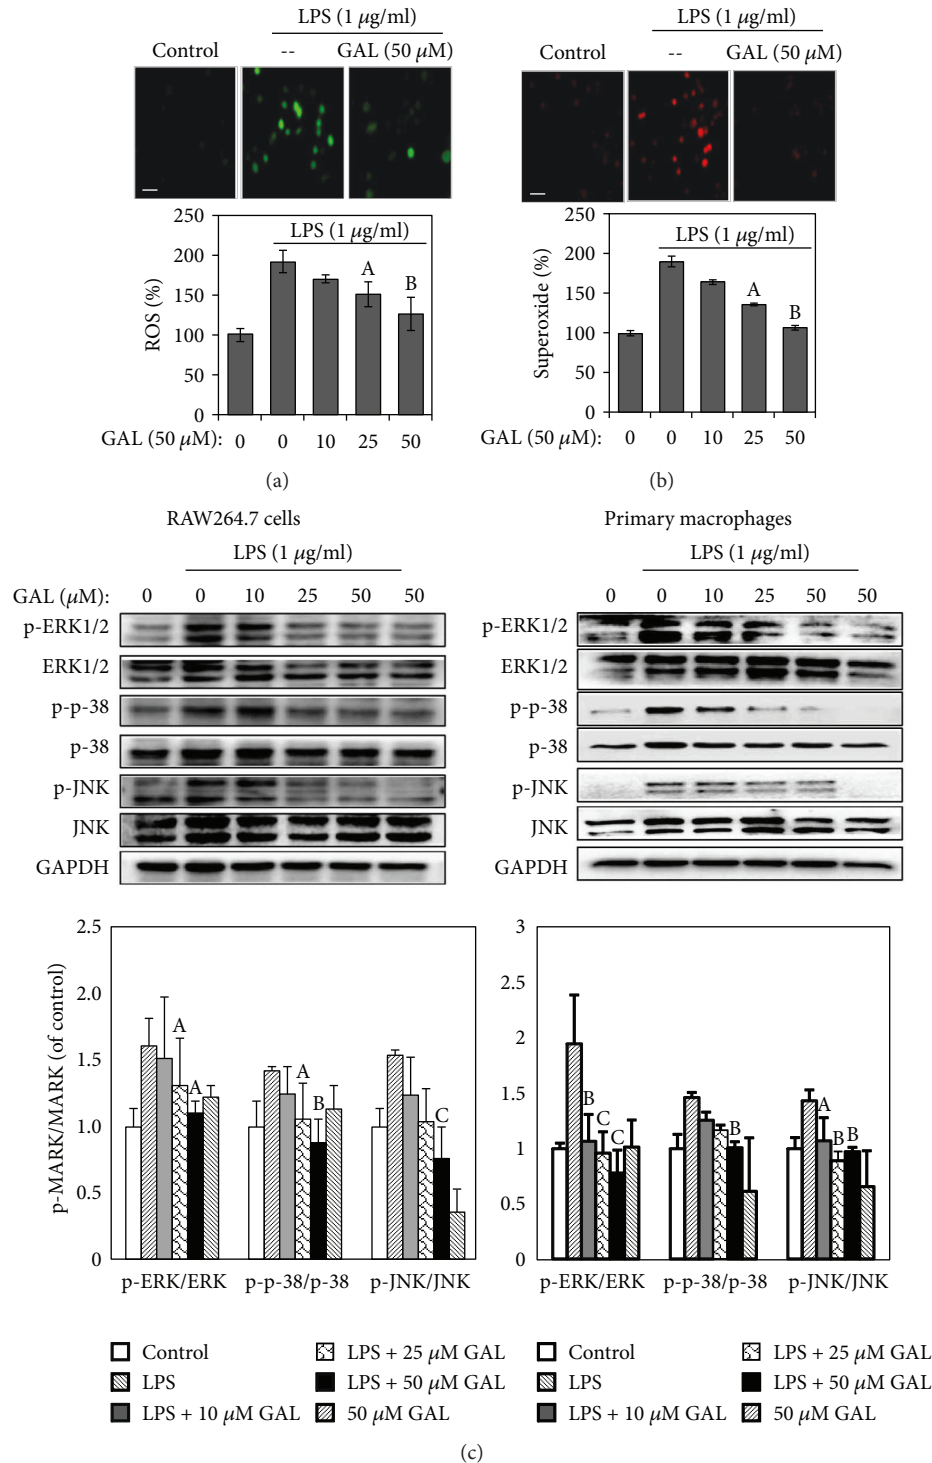 LPS (1 μg/ml)
Control -- GAL (50 μM)
250
200
150
100
50
0
ROS (%)
LPS (1 μg/ml)
A
B
GAL (50 μM): 0 0 10 25 50
(a)
LPS (1 μg/ml)
Control -- GAL (50 μM)
250
200
150
100
50
0
Superoxide (%)
LPS (1 μg/ml)
A
B
GAL (50 μM): 0 0 10 25 50
(b)
RAW264.7 cells
LPS (1 μg/ml)
GAL (μM): 0 0 10 25 50 50
p-ERK1/2
ERK1/2
p-p-38
p-38
p-JNK
JNK
GAPDH
Primary macrophages
LPS (1 μg/ml)
0 0 10 25 50 50
p-ERK1/2
ERK1/2
p-p-38
p-38
p-JNK
JNK
GAPDH
p-MARK/MARK (of control)
2.5
2.0
1.5
1.0
0.5
0
A
A
A
B
C
p-ERK/ERK p-p-38/p-38 p-JNK/JNK
3
2.5
2
1.5
1
0.5
0
B
C
C
B
A
B
B
p-ERK/ERK p-p-38/p-38 p-JNK/JNK
Control
LPS
LPS + 10 μM GAL
LPS + 25 μM GAL
LPS + 50 μM GAL
50 μM GAL
Control
LPS
LPS + 10 μM GAL
LPS + 25 μM GAL
LPS + 50 μM GAL
50 μM GAL
(c)